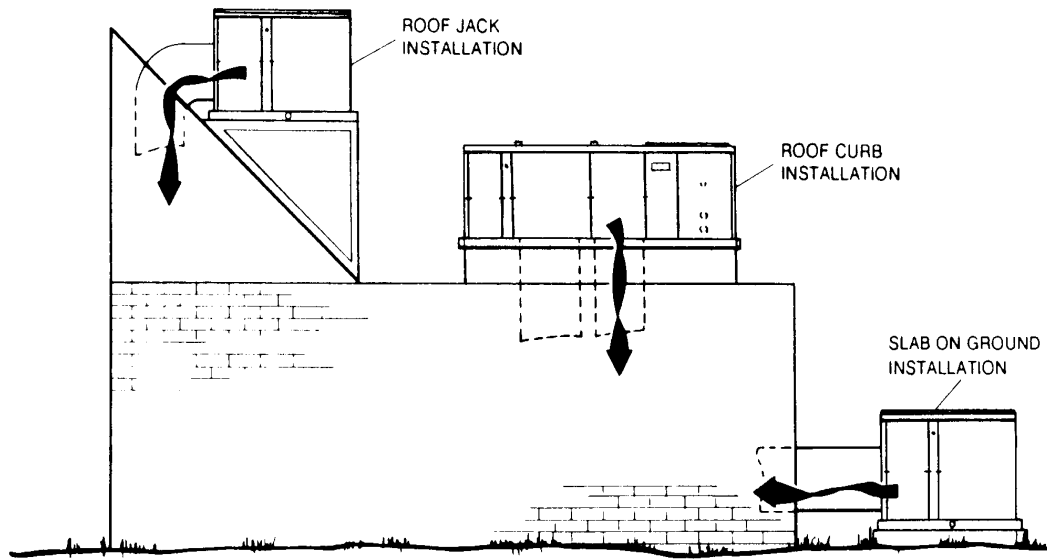 ROOF JACK
INSTALLATION
ROOF CURB
INSTALLATION
SLAB ON GROUND
INSTALLATION